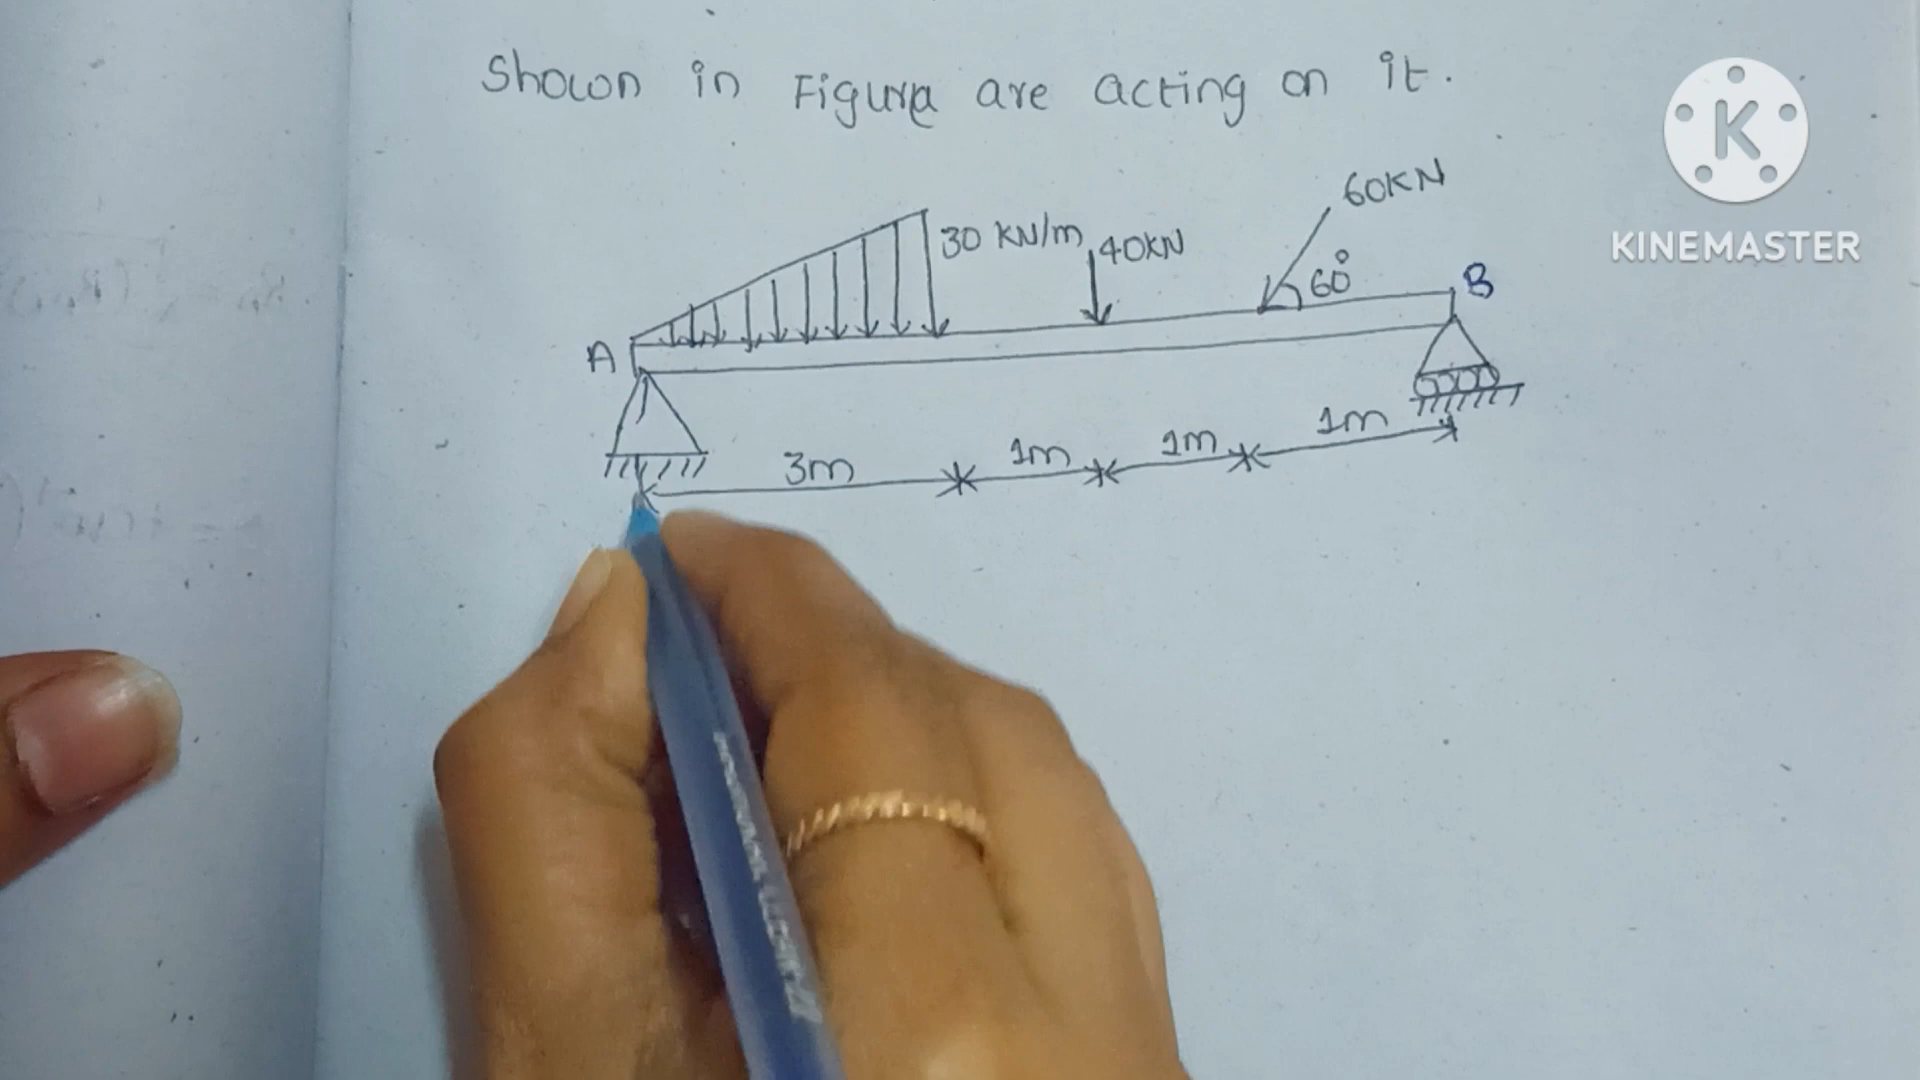 Shown in Figure are acting on it.
60KN
30 KN/m
40KN
60°
B
A
3m
1m
1m
1m
K
KINEMASTER